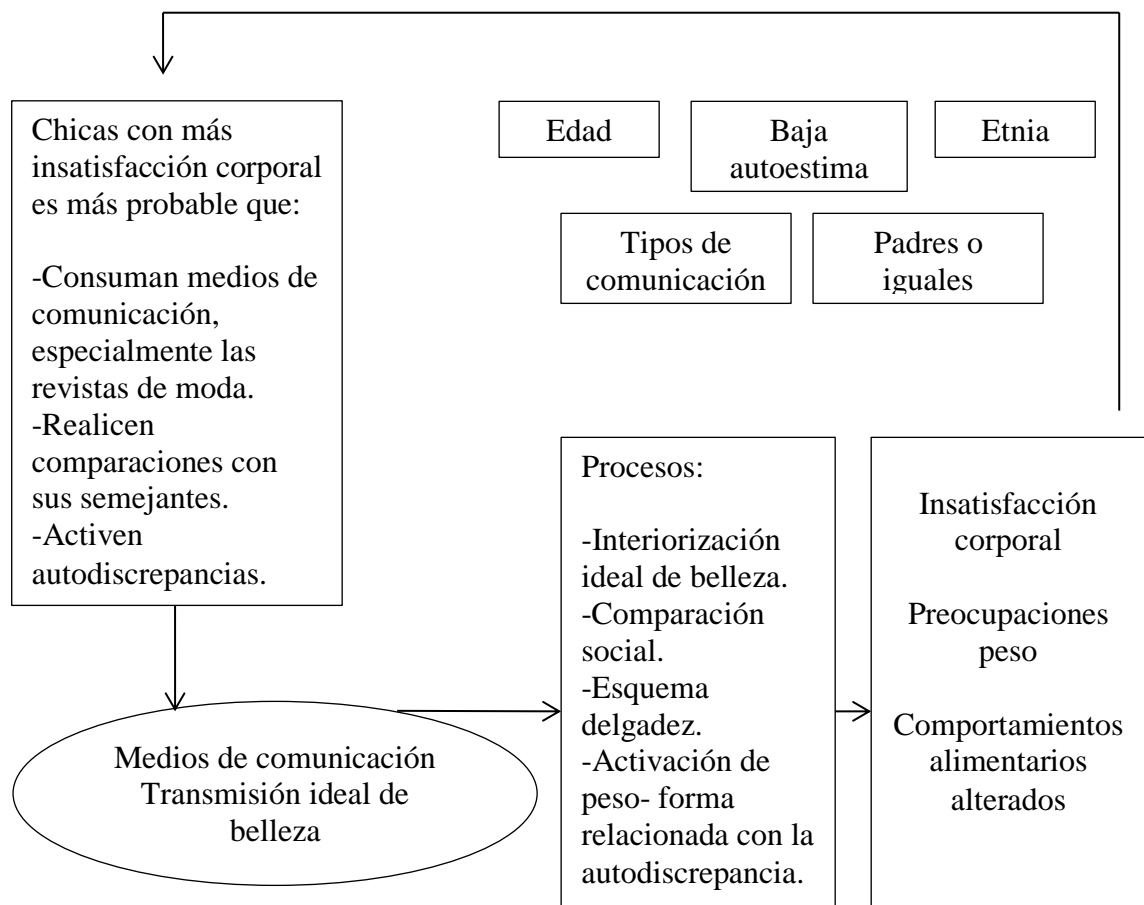 Chicas con más
insatisfacción corporal
es más probable que:
-Consuman medios de
comunicación,
especialmente las
revistas de moda.
-Realicen
comparaciones con
sus semejantes.
-Activen
autodiscrepancias.
Edad
Baja
autoestima
Etnia
Tipos de
comunicación
Padres o
iguales
Medios de comunicación
Transmisión ideal de
belleza
Procesos:
-Interiorización
ideal de belleza.
-Comparación
social.
-Esquema
delgadez.
-Activación de
peso- forma
relacionada con la
autodiscrepancia.
Insatisfacción
corporal
Preocupaciones
peso
Comportamientos
alimentarios
alterados